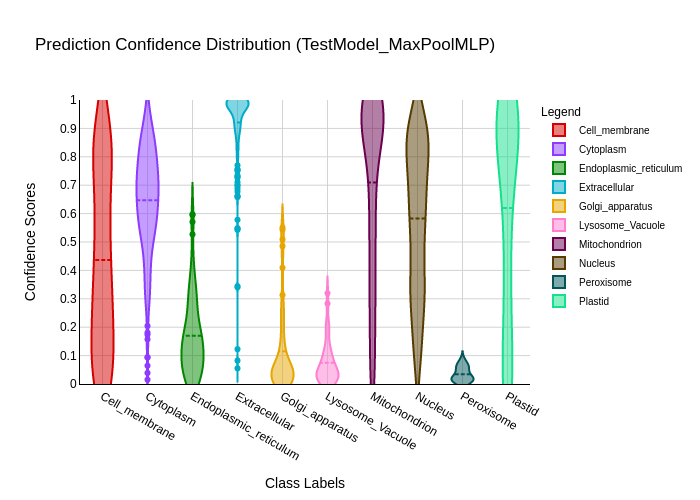 Prediction Confidence Distribution (TestModel_MaxPoolMLP)
Legend
Cell_membrane
Cytoplasm
Endoplasmic_reticulum
Extracellular
Golgi_apparatus
Lysosome_Vacuole
Mitochondrion
Nucleus
Peroxisome
Plastid
Confidence Scores
1
0.9
0.8
0.7
0.6
0.5
0.4
0.3
0.2
0.1
0
Cell_membrane
Cytoplasm
Endoplasmic_reticulum
Extracellular
Golgi_apparatus
Lysosome_Vacuole
Mitochondrion
Nucleus
Peroxisome
Plastid
Class Labels